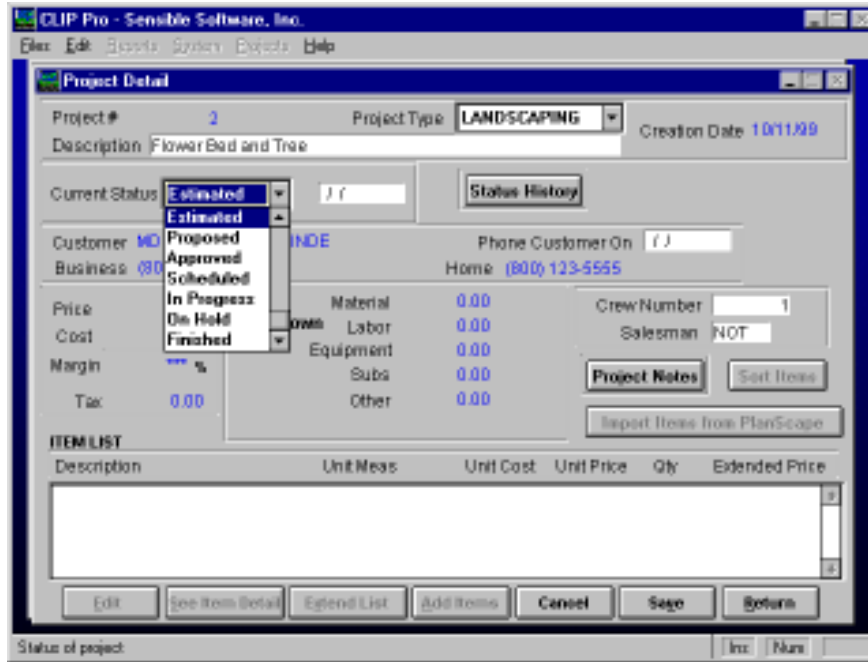 CLIP Pro - Sensible Software, Inc.
Files Edit Reports System Projects Help
Project Detail
Project # 2 Project Type LANDSCAPING Creation Date 10/11/99
Description Flower Bed and Tree
Current Status Estimated / / Status History
Estimated
Proposed
Approved
Scheduled
In Progress
On Hold
Finished
Customer MD INDE Phone Customer On / /
Business (80 Home (800) 123-5555
Price Material 0.00 Crew Number 1
Cost own Labor 0.00 Salesman NOT
Margin *** % Equipment 0.00
Subs 0.00 Project Notes Sort Items
Tax 0.00 Other 0.00
Import Items from PlanScape
ITEM LIST
Description Unit Meas Unit Cost Unit Price Qty Extended Price
Edit See Item Detail Extend List Add Items Cancel Save Return
Status of project Ins Num